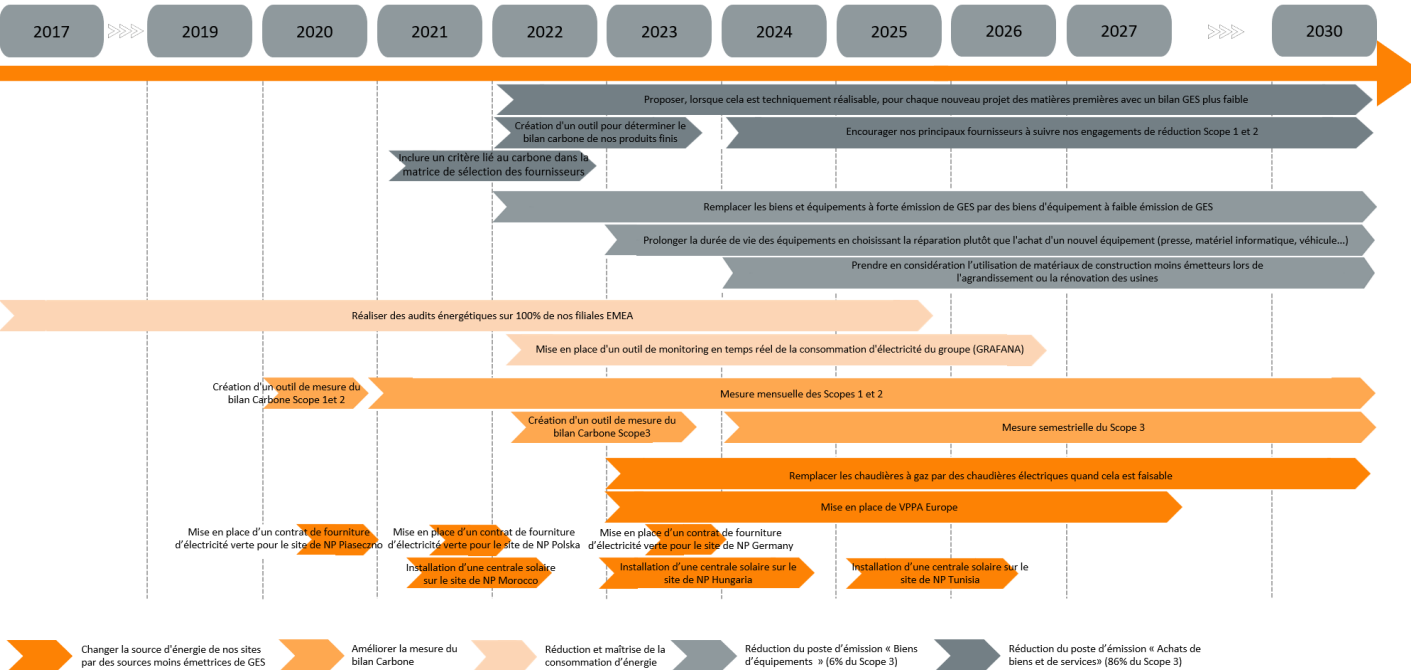 2017
2019
2020
2021
2022
2023
2024
2025
2026
2027
2030
Proposer, lorsque cela est techniquement réalisable, pour chaque nouveau projet des matières premières avec un bilan GES plus faible
Création d'un outil pour déterminer le
bilan carbone de nos produits finis
Encourager nos principaux fournisseurs à suivre nos engagements de réduction Scope 1 et 2
Inclure un critère lié au carbone dans la
matrice de sélection des fournisseurs
Remplacer les biens et équipements à forte émission de GES par des biens d'équipement à faible émission de GES
Prolonger la durée de vie des équipements en choisissant la réparation plutôt que l'achat d'un nouvel équipement (presse, matériel informatique, véhicule...)
Prendre en considération l’utilisation de matériaux de construction moins émetteurs lors de
l'agrandissement ou la rénovation des usines
Réaliser des audits énergétiques sur 100% de nos filiales EMEA
Mise en place d'un outil de monitoring en temps réel de la consommation d'électricité du groupe (GRAFANA)
Création d'un outil de mesure du
bilan Carbone Scope 1et 2
Mesure mensuelle des Scopes 1 et 2
Création d'un outil de mesure du
bilan Carbone Scope3
Mesure semestrielle du Scope 3
Remplacer les chaudières à gaz par des chaudières électriques quand cela est faisable
Mise en place de VPPA Europe
Mise en place d’un contrat de fourniture
d’électricité verte pour le site de NP Piaseczno
Mise en place d’un contrat de fourniture
d’électricité verte pour le site de NP Polska
Mise en place d’un contrat de fourniture
d’électricité verte pour le site de NP Germany
Installation d’une centrale solaire
sur le site de NP Morocco
Installation d’une centrale solaire sur le
site de NP Hungaria
Installation d’une centrale solaire sur le
site de NP Tunisia
Changer la source d'énergie de nos sites
par des sources moins émettrices de GES
Améliorer la mesure du
bilan Carbone
Réduction et maîtrise de la
consommation d’énergie
Réduction du poste d’émission « Biens
d’équipements » (6% du Scope 3)
Réduction du poste d’émission « Achats de
biens et de services» (86% du Scope 3)